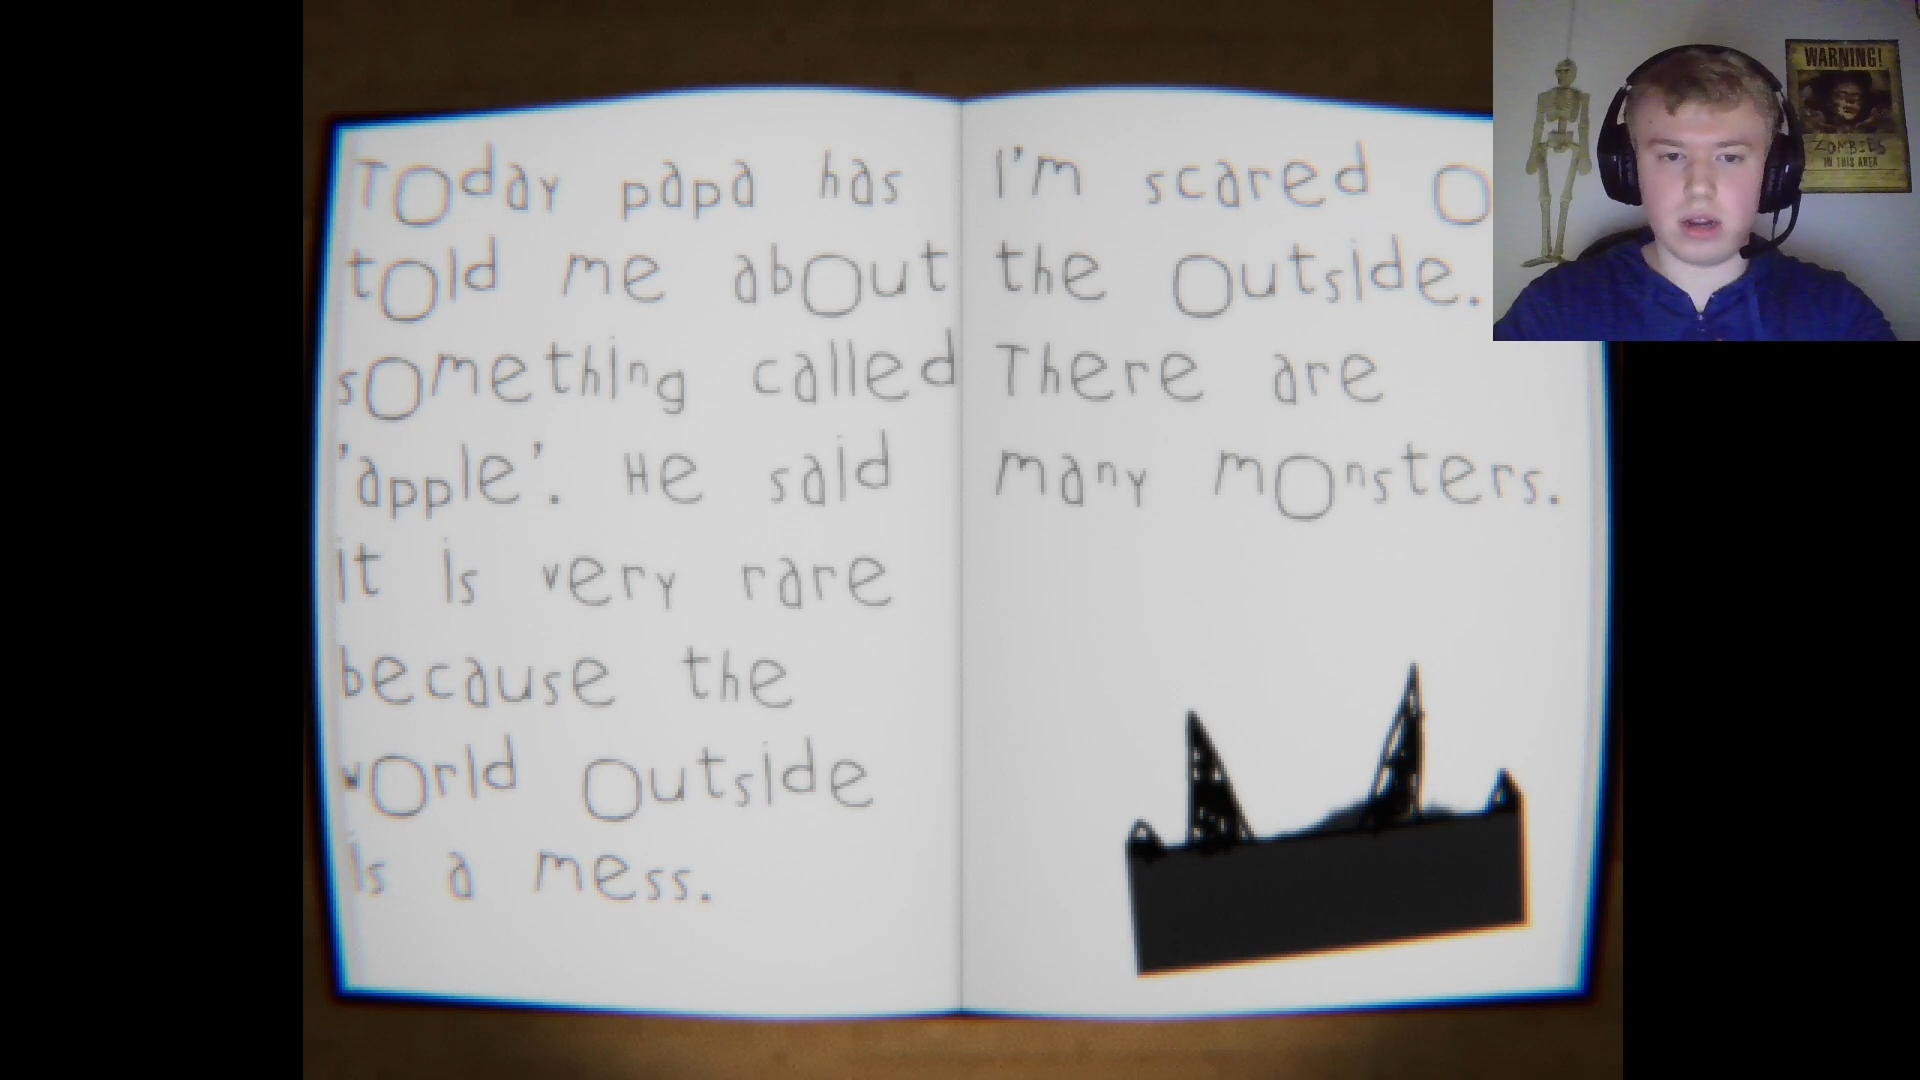 Today papa has
told me about
something called
'apple'. He said
it is very rare
because the
world outside
is a mess.
I'm scared
the outside.
There are
many monsters.
WARNING!
ZOMBIES
IN THIS AREA